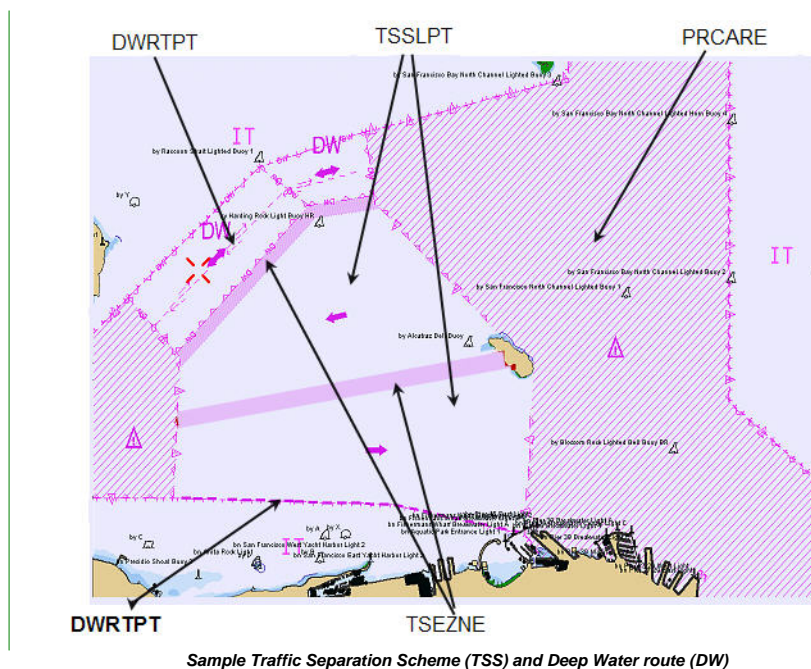 DWRTPT
TSSLPT
PRCARE
by San Francisco Bay North Channel Lighted Buoy 3
by San Francisco Bay North Channel Lighted Horn Buoy 4
IT
DW
by Raccoon Strait Lighted Buoy 1
by Y
by Harding Rock Light Buoy HR
DW
IT
by San Francisco Bay North Channel Lighted Buoy 2
by San Francisco North Channel Lighted Buoy 1
by Alcatraz Bell Buoy
by Blossom Rock Lighted Bell Buoy BR
by A by X
by C
IT
bn San Francisco West Yacht Harbor Light 2
bn San Francisco East Yacht Harbor Light 2
bn Aquatic Park Entrance Light 1
bn Anita Rock Light
bn Presidio Shoal Buoy
DWRTPT
TSEZNE
Sample Traffic Separation Scheme (TSS) and Deep Water route (DW)